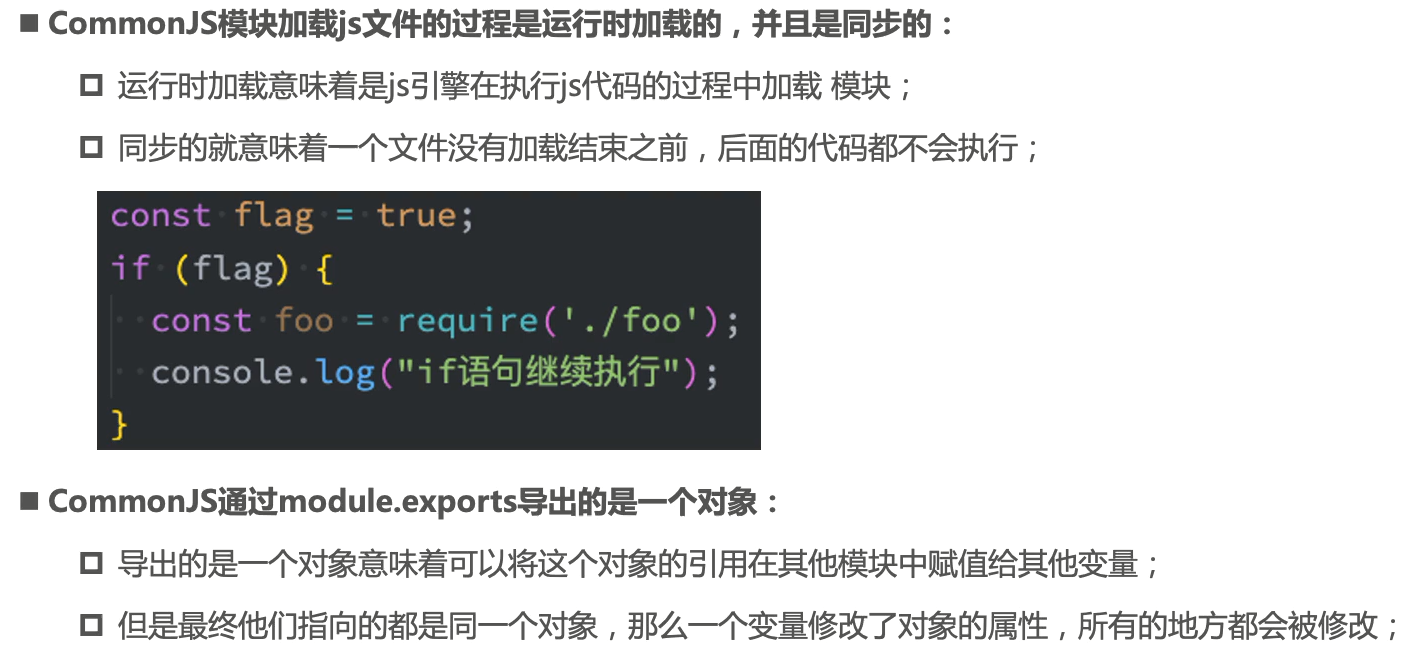 ■ CommonJS模块加载js文件的过程是运行时加载的，并且是同步的：
运行时加载意味着是js引擎在执行js代码的过程中加载 模块；
同步的就意味着一个文件没有加载结束之前，后面的代码都不会执行；
const flag = true;
if (flag) {
  const foo = require('./foo');
  console.log("if语句继续执行");
}
■ CommonJS通过module.exports导出的是一个对象：
导出的是一个对象意味着可以将这个对象的引用在其他模块中赋值给其他变量；
但是最终他们指向的都是同一个对象，那么一个变量修改了对象的属性，所有的地方都会被修改；